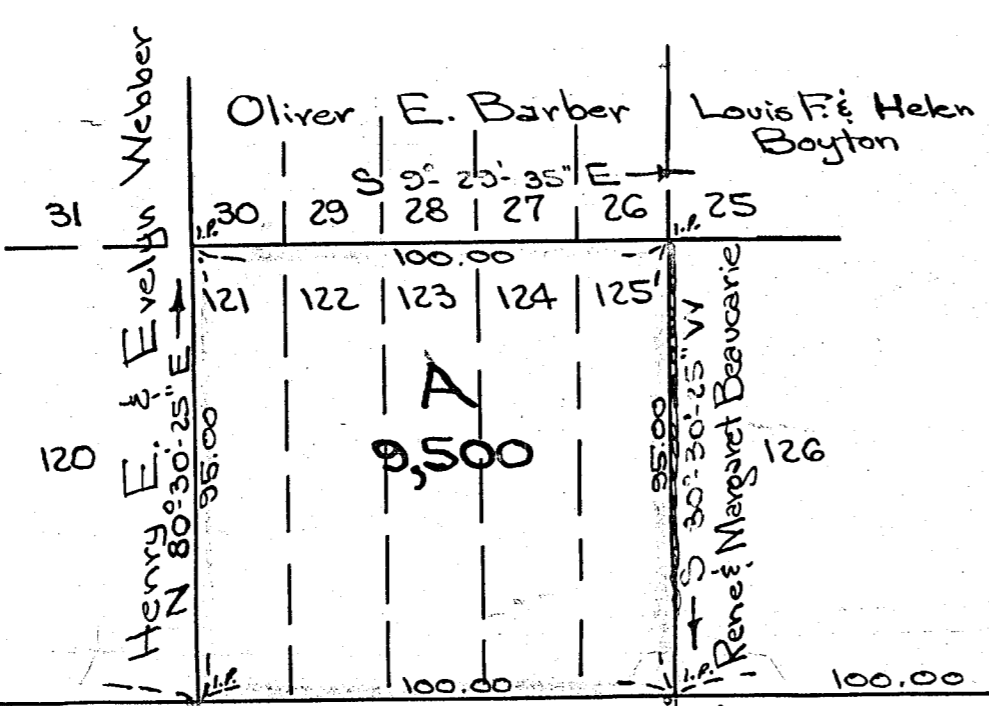 Oliver E. Barber
Louis F. & Helen
Boyton
S 9°-29'-35" E
31 30 29 28 27 26 25
I.P. I.P.
100.00
121 122 123 124 125
Henry E. & Evelyn Webber
N 80°-30'-25" E
95.00
A
9,500
95.00
S 30°-30'-25" W
Rene & Margaret Beaucarie
120 126
I.P. I.P.
100.00 100.00